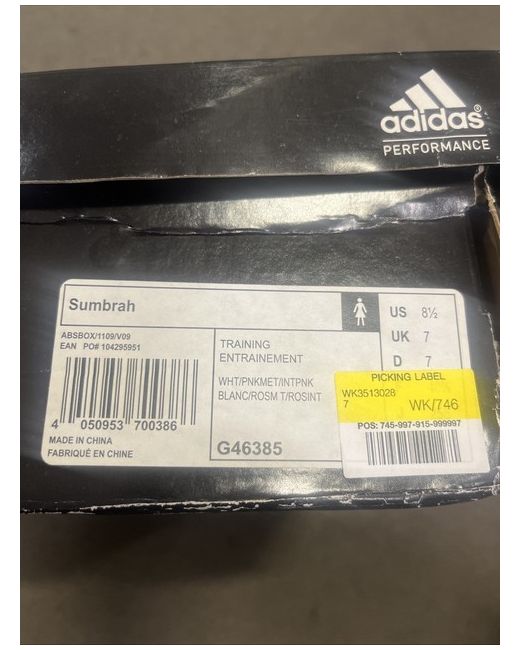 adidas®
PERFORMANCE
Sumbrah
ABSBOX/1109/V09
EAN PO# 104295951
4 050953 700386
MADE IN CHINA
FABRIQUÉ EN CHINE
TRAINING
ENTRAINEMENT
WHT/PNKMET/INTPNK
BLANC/ROSM T/ROSINT
G46385
US 8½
UK 7
D 7
PICKING LABEL
WK3513028
7 WK/746
POS: 745-997-915-999997